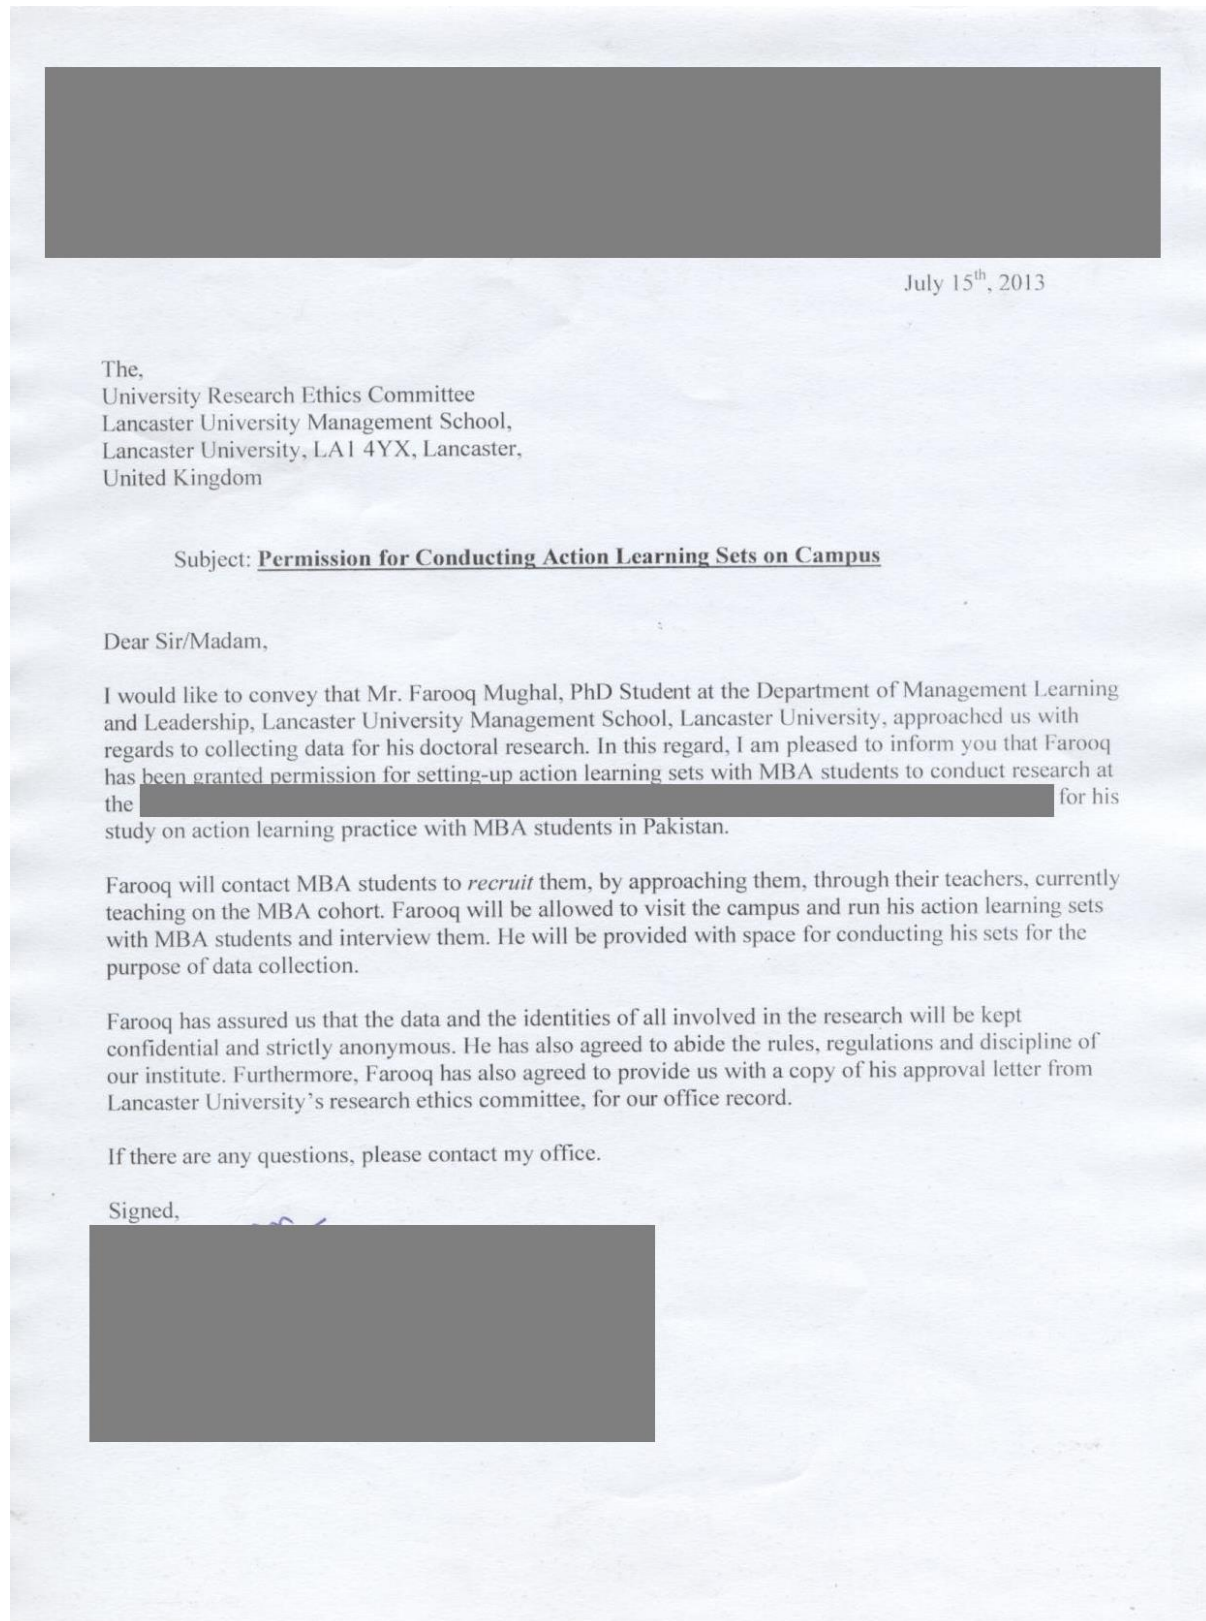 July 15th, 2013
The,
University Research Ethics Committee
Lancaster University Management School,
Lancaster University, LA1 4YX, Lancaster,
United Kingdom
Subject: Permission for Conducting Action Learning Sets on Campus
Dear Sir/Madam,
I would like to convey that Mr. Farooq Mughal, PhD Student at the Department of Management Learning
and Leadership, Lancaster University Management School, Lancaster University, approached us with
regards to collecting data for his doctoral research. In this regard, I am pleased to inform you that Farooq
has been granted permission for setting-up action learning sets with MBA students to conduct research at
the for his
study on action learning practice with MBA students in Pakistan.
Farooq will contact MBA students to recruit them, by approaching them, through their teachers, currently
teaching on the MBA cohort. Farooq will be allowed to visit the campus and run his action learning sets
with MBA students and interview them. He will be provided with space for conducting his sets for the
purpose of data collection.
Farooq has assured us that the data and the identities of all involved in the research will be kept
confidential and strictly anonymous. He has also agreed to abide the rules, regulations and discipline of
our institute. Furthermore, Farooq has also agreed to provide us with a copy of his approval letter from
Lancaster University's research ethics committee, for our office record.
If there are any questions, please contact my office.
Signed,